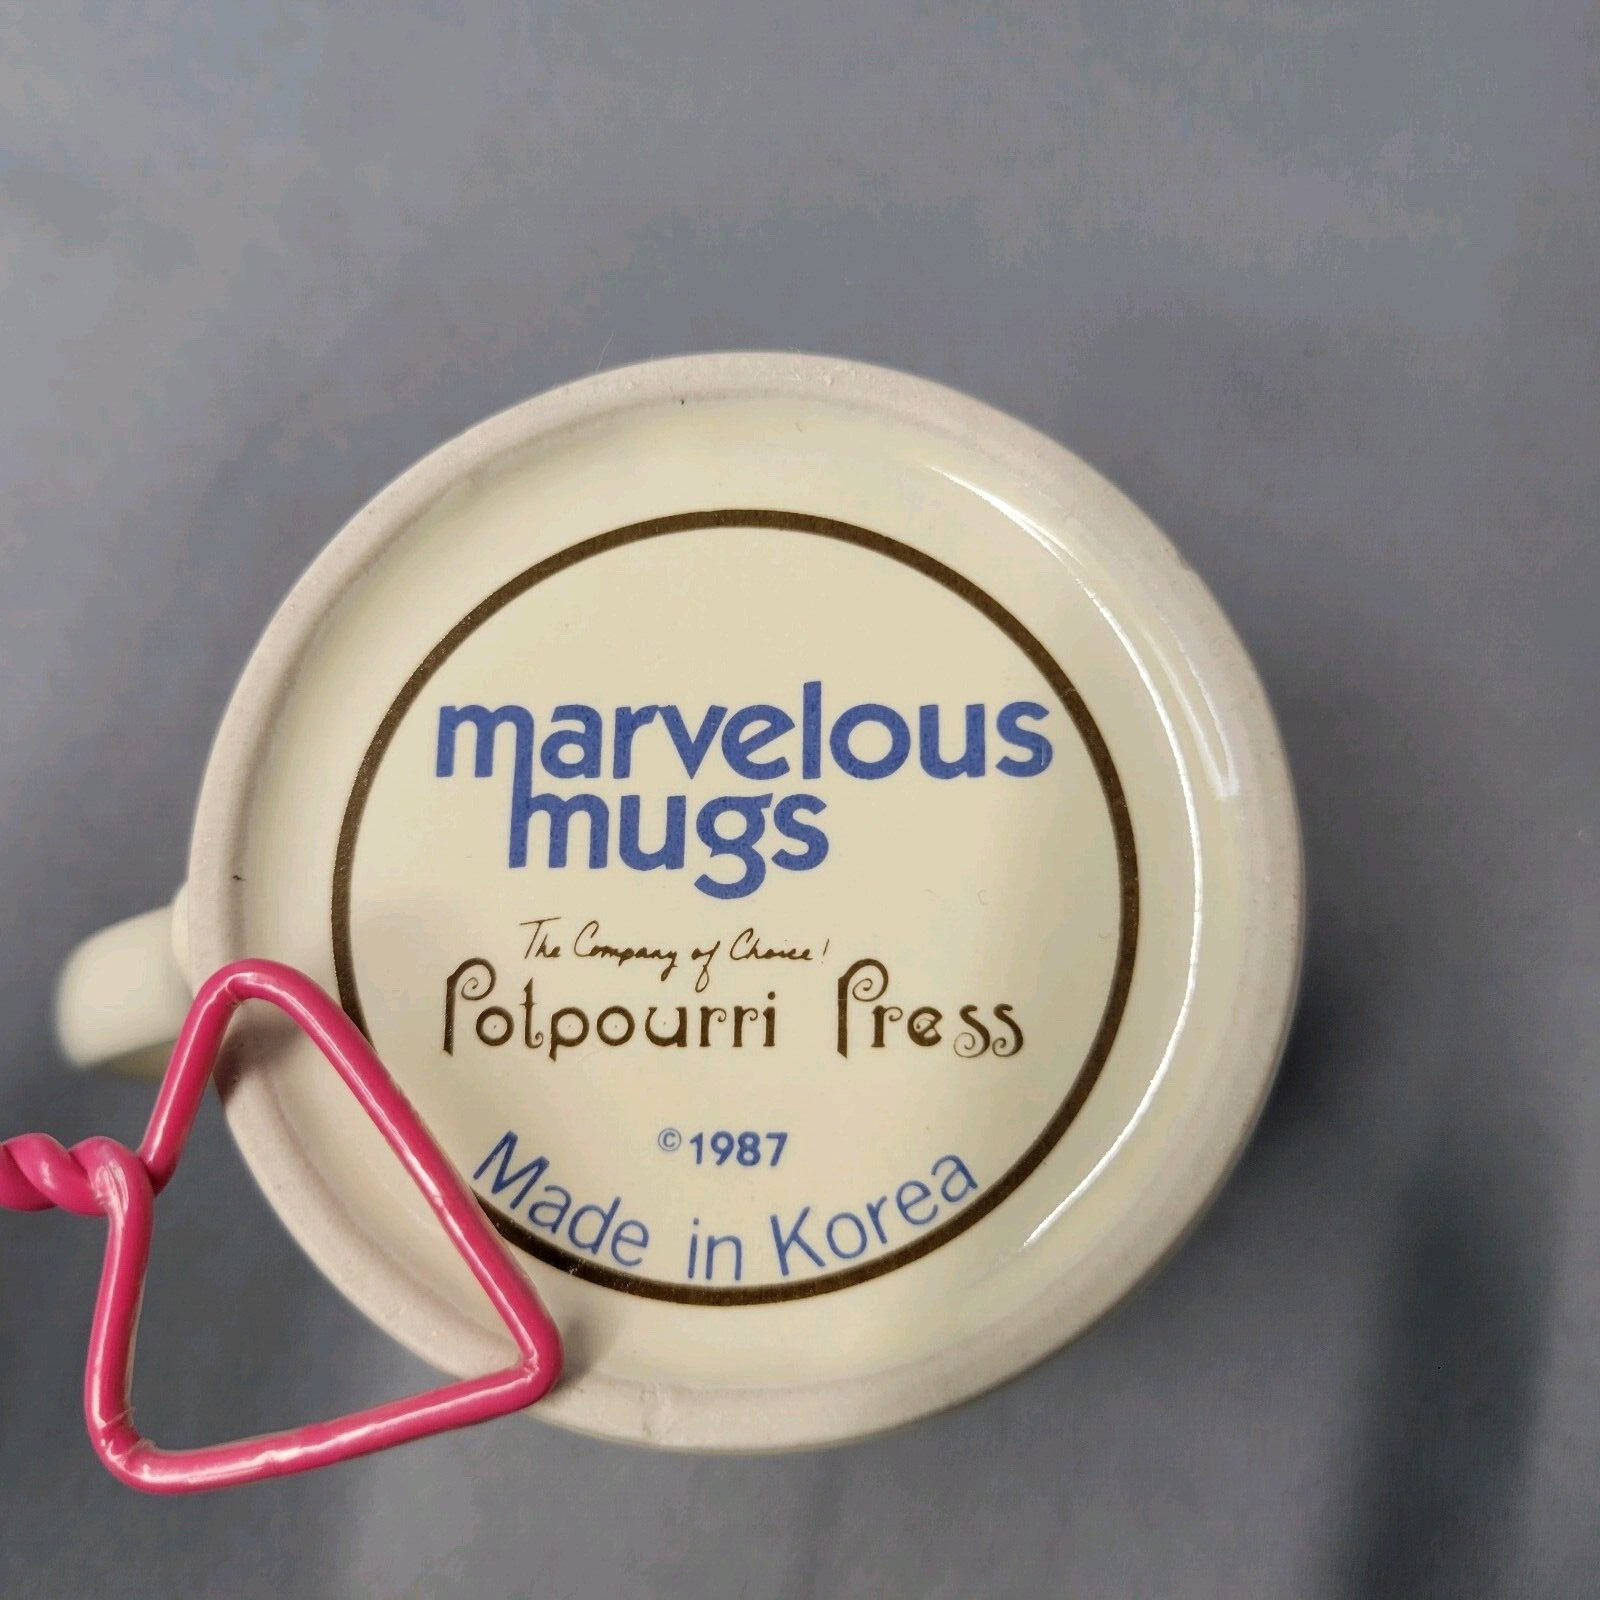 marvelous
mugs
The Company of Choice!
Potpourri Press
©1987
Made in Korea